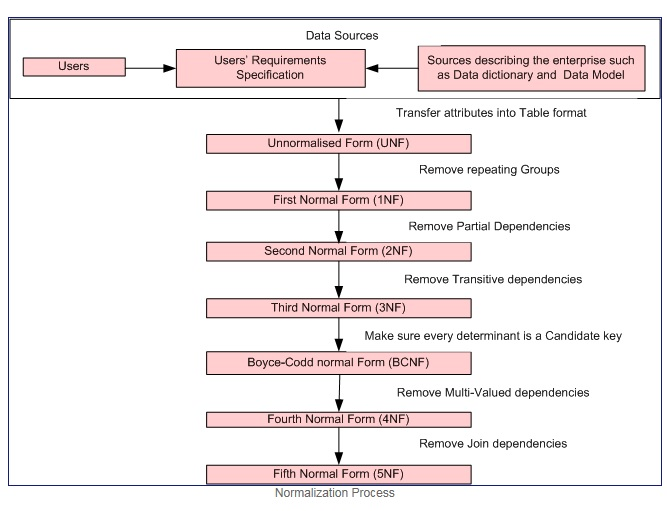 Data Sources
Users
Users' Requirements
Specification
Sources describing the enterprise such
as Data dictionary and Data Model
Transfer attributes into Table format
Unnormalised Form (UNF)
Remove repeating Groups
First Normal Form (1NF)
Remove Partial Dependencies
Second Normal Form (2NF)
Remove Transitive dependencies
Third Normal Form (3NF)
Make sure every determinant is a Candidate key
Boyce-Codd normal Form (BCNF)
Remove Multi-Valued dependencies
Fourth Normal Form (4NF)
Remove Join dependencies
Fifth Normal Form (5NF)
Normalization Process